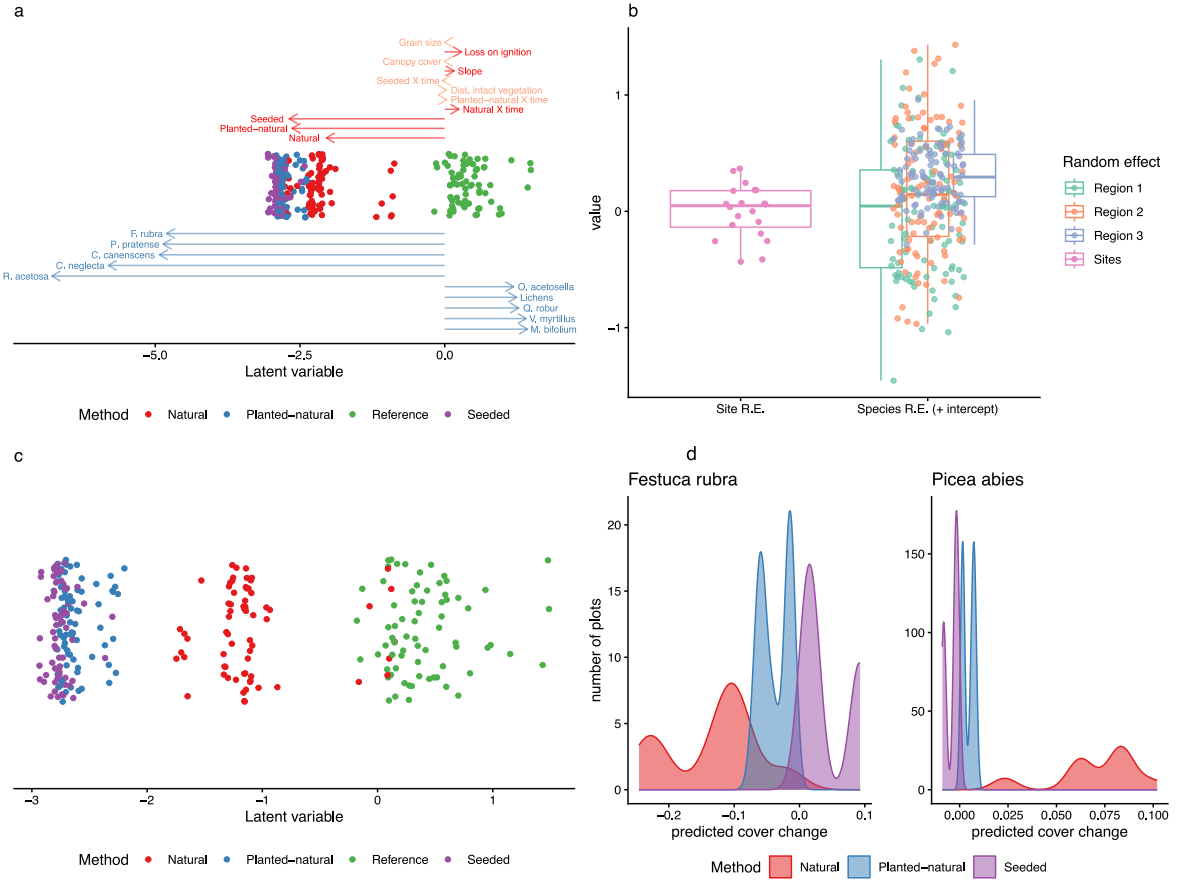 a
Grain size
Loss on ignition
Canopy cover
Slope
Seeded X time
Dist. intact vegetation
Planted−natural X time
Natural X time
Seeded
Planted−natural
Natural
F. rubra
P. pratense
C. canenscens
C. neglecta
R. acetosa
O. acetosella
Lichens
Q. robur
V. myrtillus
M. bifolium
−5.0 −2.5 0.0
Latent variable
Method Natural Planted−natural Reference Seeded
b
value
1
0
−1
Site R.E. Species R.E. (+ intercept)
Random effect
Region 1
Region 2
Region 3
Sites
c
−3 −2 −1 0 1
Latent variable
Method Natural Planted−natural Reference Seeded
d
Festuca rubra
number of plots
20
15
10
5
0
−0.2 −0.1 0.0 0.1
predicted cover change
Picea abies
150
100
50
0
0.000 0.025 0.050 0.075 0.100
predicted cover change
Method Natural Planted−natural Seeded